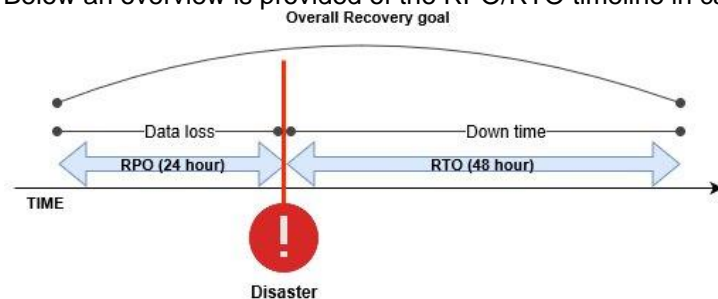 Below an overview is provided of the RPO/RTO timeline in
Overall Recovery goal
Data loss
Down time
RPO (24 hour)
RTO (48 hour)
TIME
Disaster